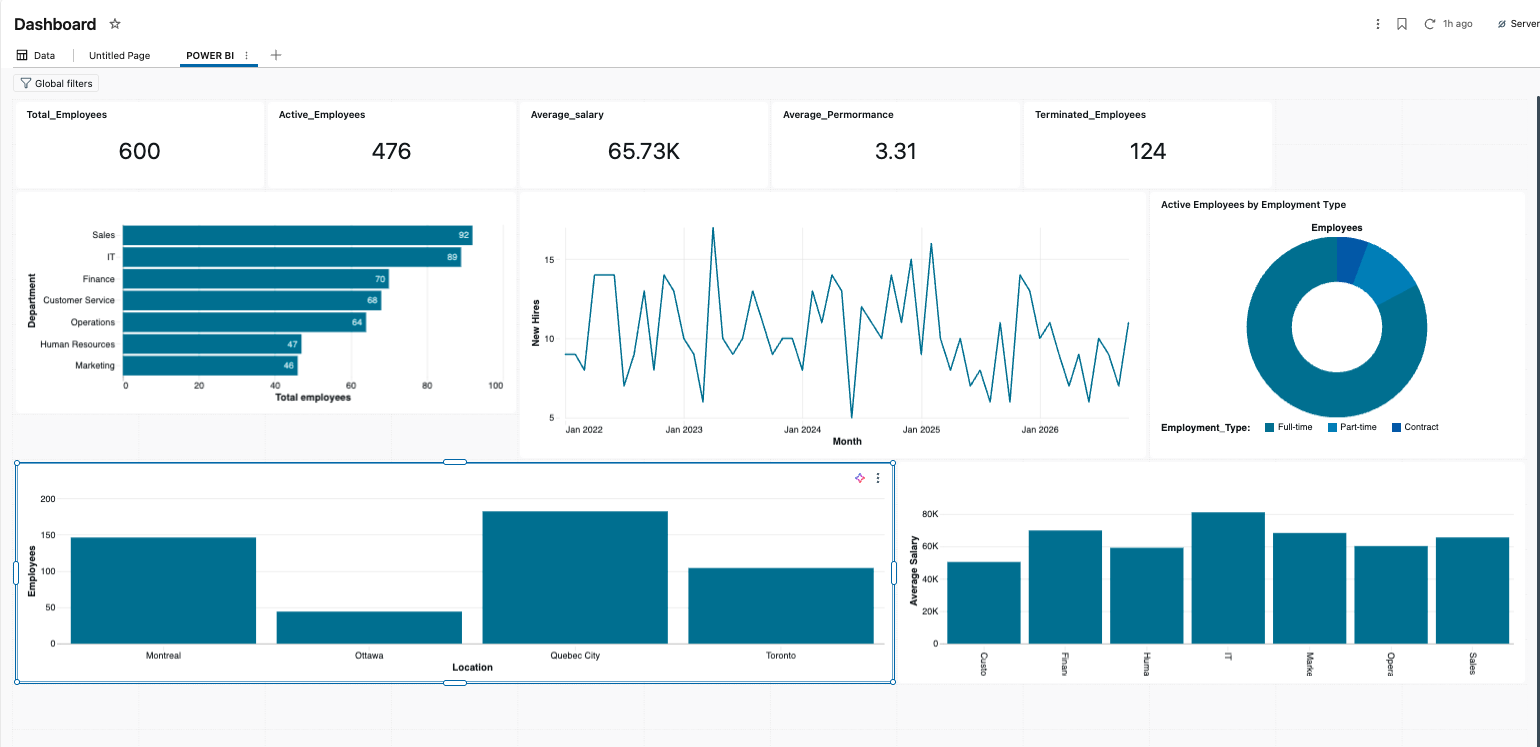 Dashboard
1h ago
Server
Data
Untitled Page
POWER BI
Global filters
Total_Employees
600
Active_Employees
476
Average_salary
65.73K
Average_Permormance
3.31
Terminated_Employees
124
Department
Sales
92
IT
89
Finance
70
Customer Service
68
Operations
64
Human Resources
47
Marketing
46
0 20 40 60 80 100
Total employees
New Hires
15
10
5
Jan 2022 Jan 2023 Jan 2024 Jan 2025 Jan 2026
Month
Active Employees by Employment Type
Employees
Employment_Type: Full-time Part-time Contract
Employees
200
150
100
50
0
Montreal Ottawa Quebec City Toronto
Location
Average Salary
80K
60K
40K
20K
0
Custo Finan Huma IT Marke Opera Sales